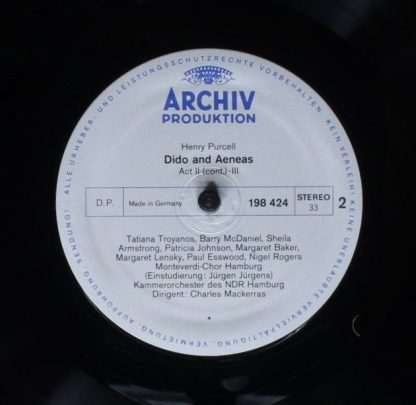 ALLE URHEBER- UND LEISTUNGSSCHUTZRECHTE VORBEHALTEN. KEIN VERLEIH! KEINE UNERLAUBTE VERVIELFÄLTIGUNG, VERMIETUNG, AUFFÜHRUNG, SENDUNG!
ARCHIV
PRODUKTION
Henry Purcell
Dido and Aeneas
Act II (cont.)-III
D.P.
Made in Germany
198 424
STEREO
33
2
Tatiana Troyanos, Barry McDaniel, Sheila
Armstrong, Patricia Johnson, Margaret Baker,
Margaret Lensky, Paul Esswood, Nigel Rogers
Monteverdi-Chor Hamburg
(Einstudierung: Jürgen Jürgens)
Kammerorchester des NDR Hamburg
Dirigent: Charles Mackerras